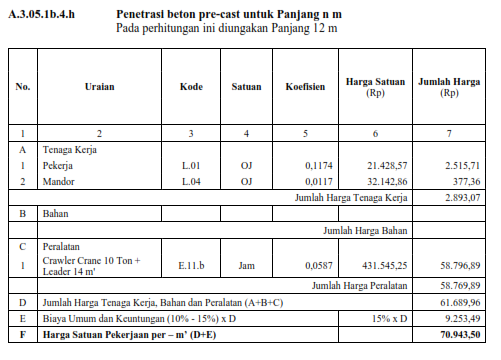 A.3.05.1b.4.h Penetrasi beton pre-cast untuk Panjang n m
Pada perhitungan ini diungakan Panjang 12 m
No. Uraian Kode Satuan Koefisien Harga Satuan (Rp) Jumlah Harga (Rp)
1 2 3 4 5 6 7
A Tenaga Kerja
1 Pekerja L.01 OJ 0,1174 21.428,57 2.515,71
2 Mandor L.04 OJ 0,0117 32.142,86 377,36
Jumlah Harga Tenaga Kerja 2.893,07
B Bahan
Jumlah Harga Bahan
C Peralatan
1 Crawler Crane 10 Ton + Leader 14 m' E.11.b Jam 0,0587 431.545,25 58.796,89
Jumlah Harga Peralatan 58.769,89
D Jumlah Harga Tenaga Kerja, Bahan dan Peralatan (A+B+C) 61.689,96
E Biaya Umum dan Keuntungan (10% - 15%) x D 15% x D 9.253,49
F Harga Satuan Pekerjaan per – m' (D+E) 70.943,50